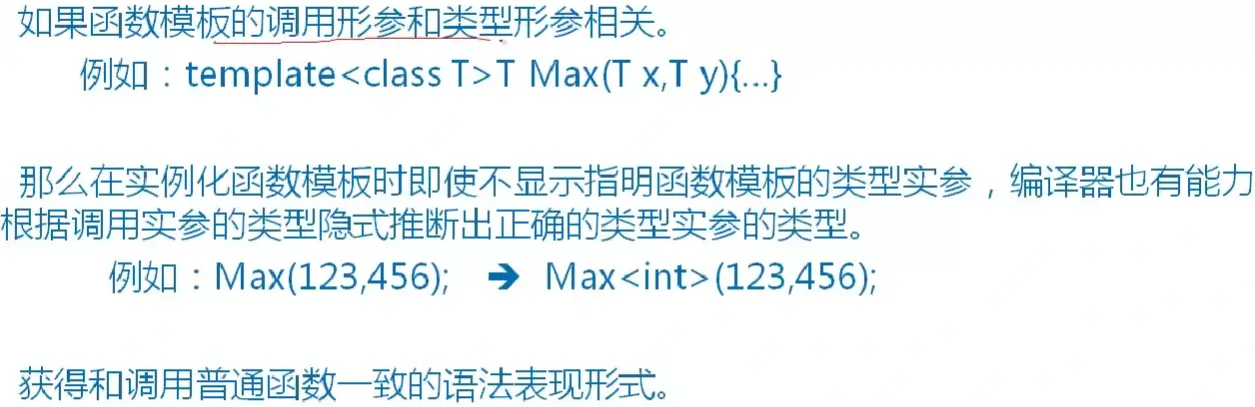 如果函数模板的调用形参和类型形参相关。
例如：template<class T>T Max(T x,T y){...}
那么在实例化函数模板时即使不显示指明函数模板的类型实参，编译器也有能力
根据调用实参的类型隐式推断出正确的类型实参的类型。
例如：Max(123,456); ➔ Max<int>(123,456);
获得和调用普通函数一致的语法表现形式。